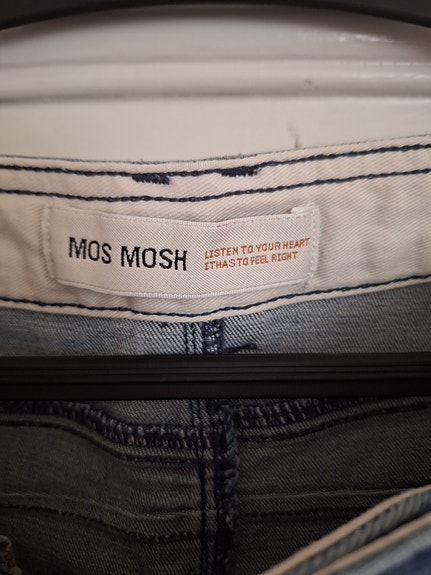 MOS MOSH
LISTEN TO YOUR HEART
IT HAS TO FEEL RIGHT